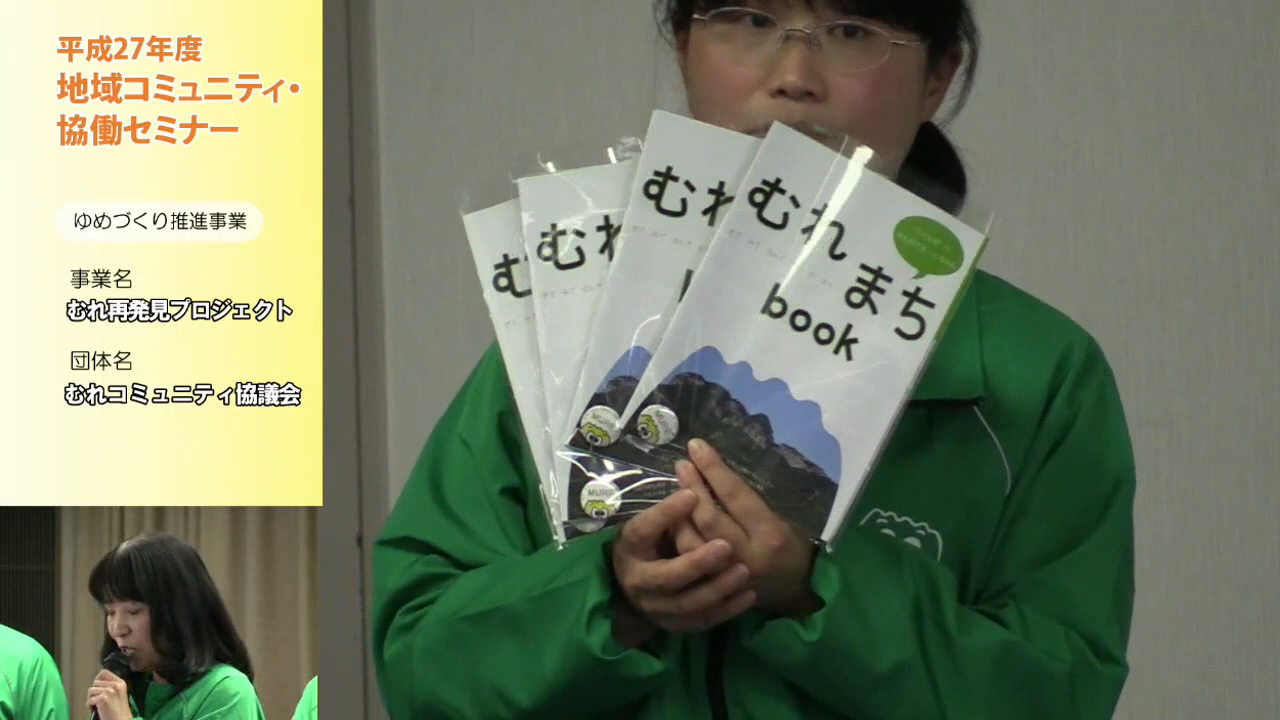 平成27年度
地域コミュニティ・
協働セミナー
ゆめづくり推進事業
事業名
むれ再発見プロジェクト
団体名
むれコミュニティ協議会
む
むれ
むれ
むれ
まち
book
MURE